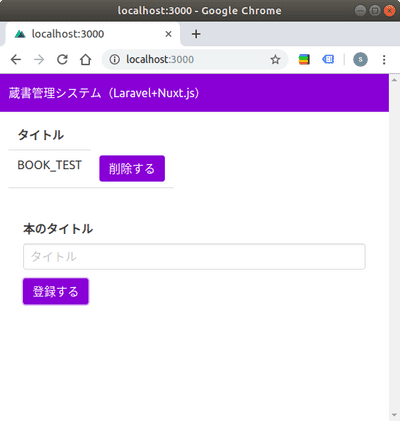 localhost:3000 - Google Chrome
localhost:3000
localhost:3000
s
蔵書管理システム（Laravel+Nuxt.js）
タイトル
BOOK_TEST
削除する
本のタイトル
タイトル
登録する